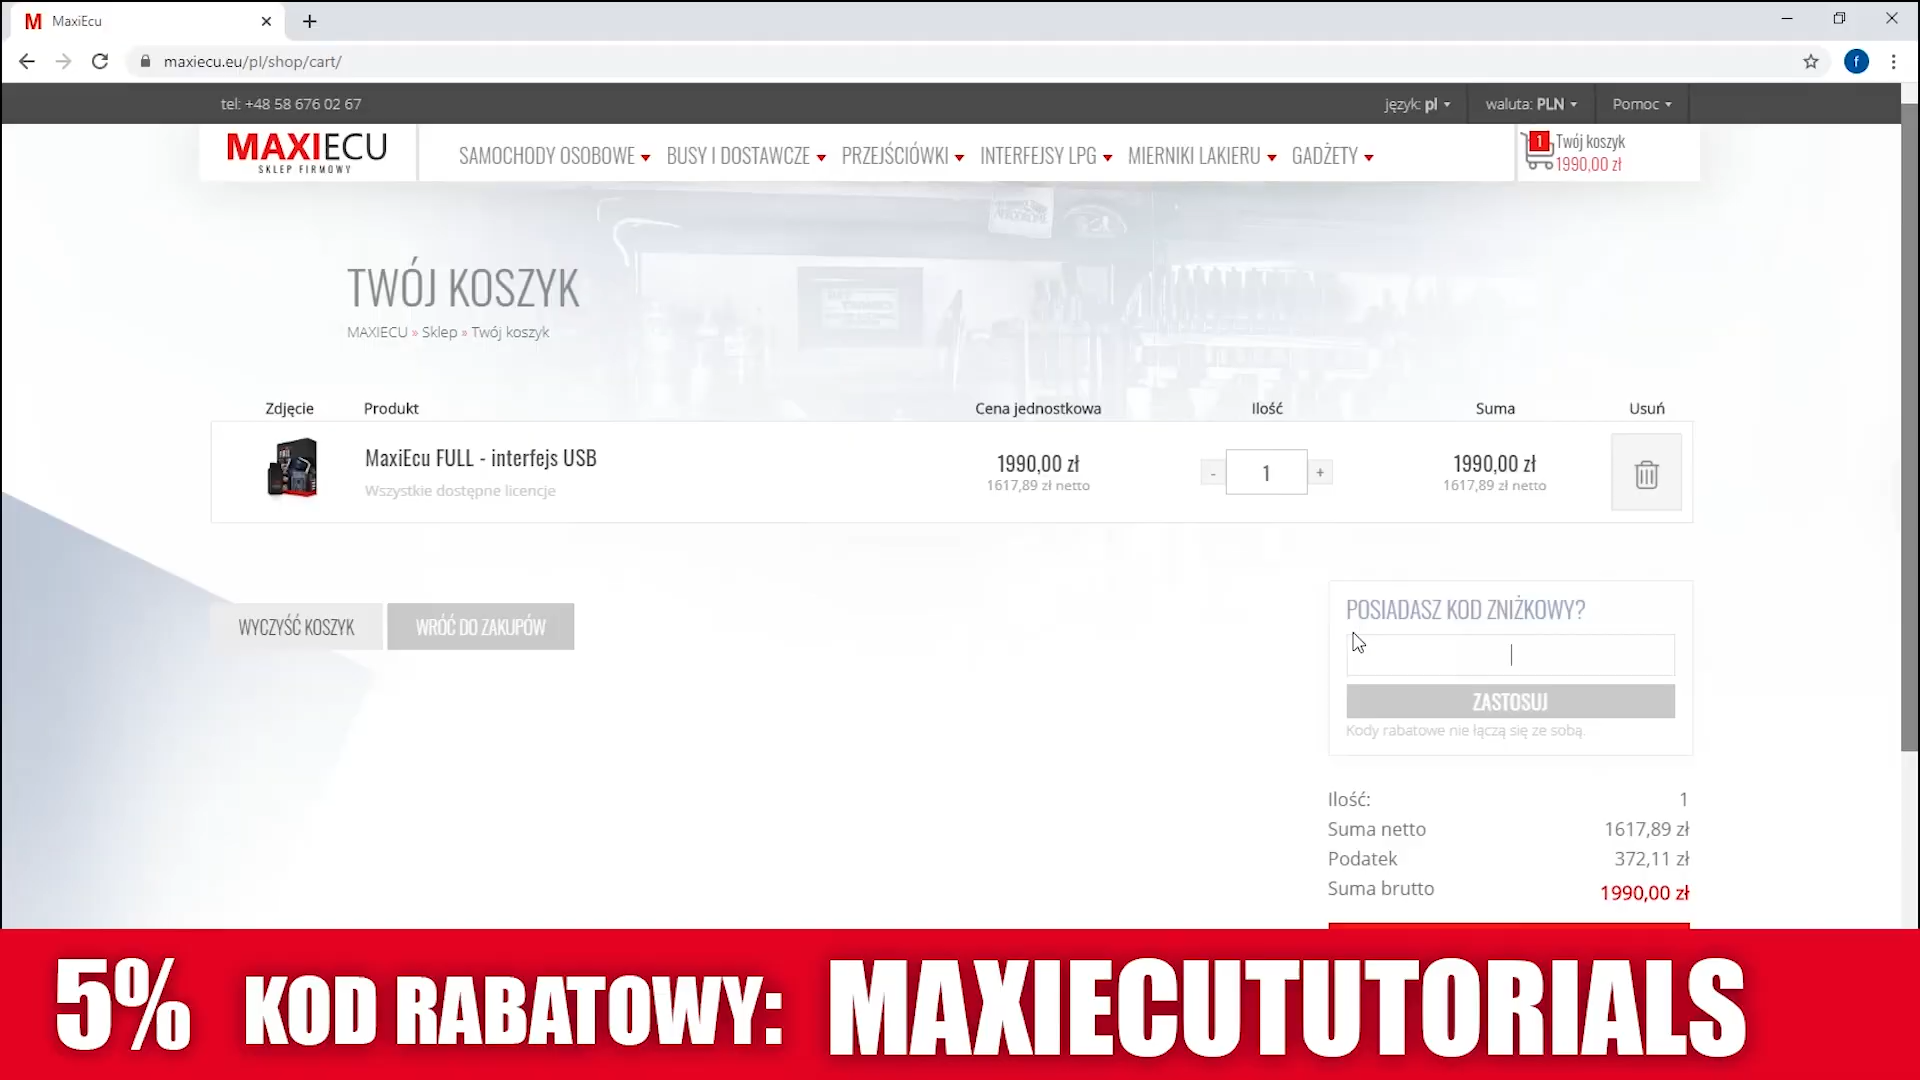 M MaxiEcu
maxiecu.eu/pl/shop/cart/
f
tel: +48 58 676 02 67
język: pl
waluta: PLN
Pomoc
MAXIECU
SKLEP FIRMOWY
SAMOCHODY OSOBOWE
BUSY I DOSTAWCZE
PRZEJŚCIÓWKI
INTERFEJSY LPG
MIERNIKI LAKIERU
GADŻETY
1
Twój koszyk
1990,00 zł
TWÓJ KOSZYK
MAXIECU » Sklep » Twój koszyk
Zdjęcie Produkt Cena jednostkowa Ilość Suma Usuń
MaxiEcu FULL - interfejs USB
Wszystkie dostępne licencje
1990,00 zł
1617,89 zł netto
- 1 +
1990,00 zł
1617,89 zł netto
WYCZYŚĆ KOSZYK
WRÓĆ DO ZAKUPÓW
POSIADASZ KOD ZNIŻKOWY?
ZASTOSUJ
Kody rabatowe nie łączą się ze sobą.
Ilość: 1
Suma netto 1617,89 zł
Podatek 372,11 zł
Suma brutto 1990,00 zł
5% KOD RABATOWY: MAXIECUTUTORIALS